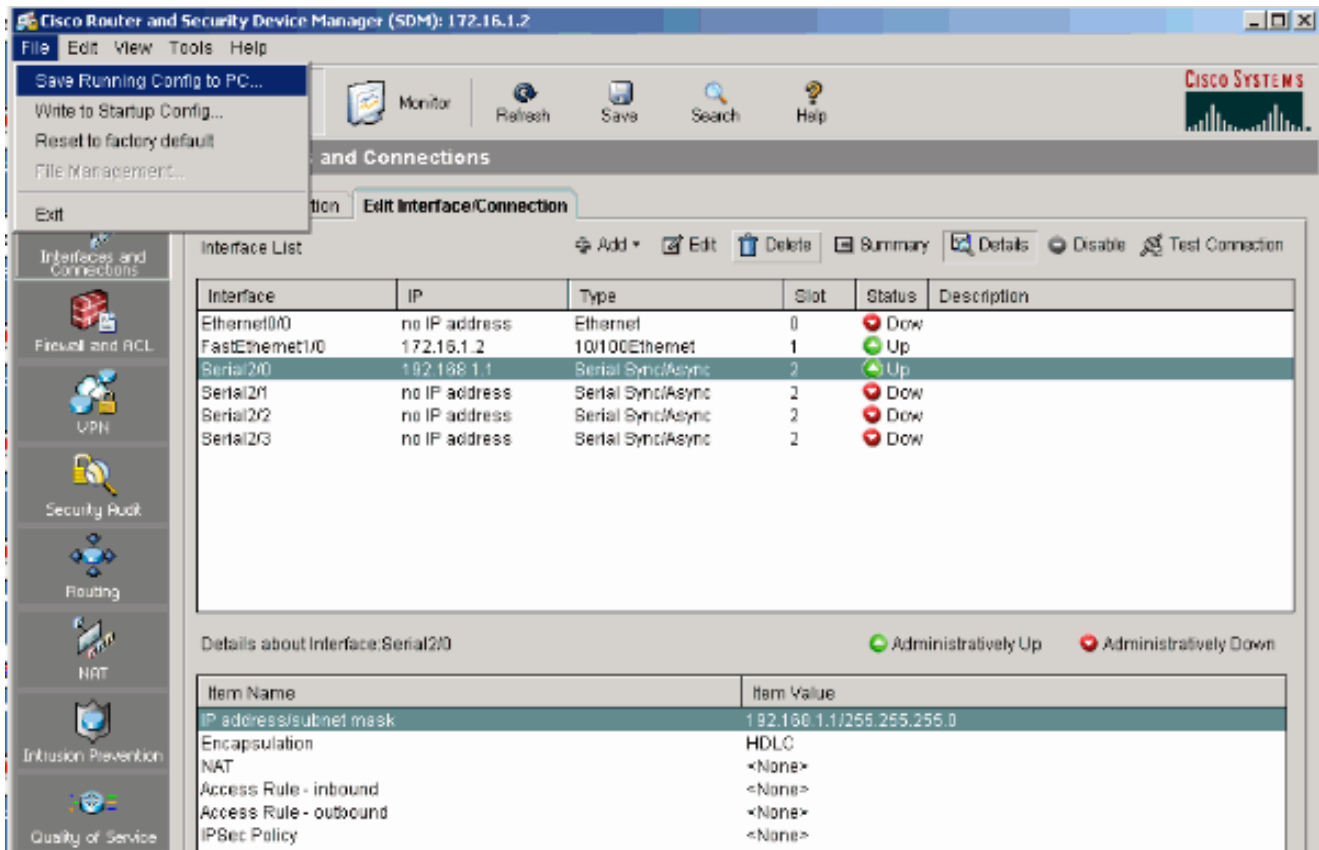 Cisco Router and Security Device Manager (SDM): 172.16.1.2
File Edit View Tools Help
Save Running Config to PC...
Write to Startup Config...
Reset to factory default
File Management...
Exit
Monitor Refresh Save Search Help
CISCO SYSTEMS
and Connections
tion Edit Interface/Connection
Interfaces and Connections
Firewall and ACL
VPN
Security Audit
Routing
NAT
Intrusion Prevention
Quality of Service
Interface List Add Edit Delete Summary Details Disable Test Connection
Interface IP Type Slot Status Description
Ethernet0/0 no IP address Ethernet 0 Dow
FastEthernet1/0 172.16.1.2 10/100Ethernet 1 Up
Serial2/0 192.168.1.1 Serial Sync/Async 2 Up
Serial2/1 no IP address Serial Sync/Async 2 Dow
Serial2/2 no IP address Serial Sync/Async 2 Dow
Serial2/3 no IP address Serial Sync/Async 2 Dow
Details about Interface:Serial2/0 Administratively Up Administratively Down
Item Name Item Value
IP address/subnet mask 192.168.1.1/255.255.255.0
Encapsulation HDLC
NAT <None>
Access Rule - inbound <None>
Access Rule - outbound <None>
IPSec Policy <None>